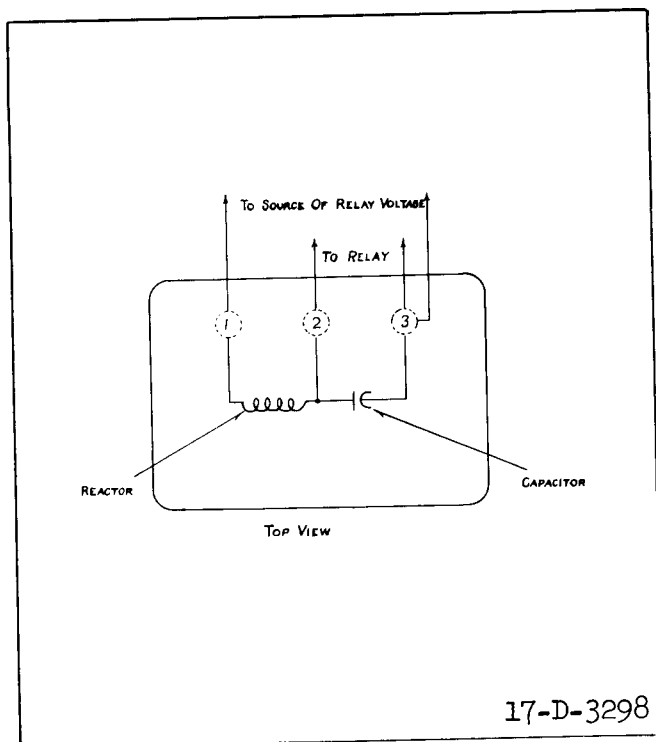 To Source Of Relay Voltage
To Relay
1 2 3
Reactor
Capacitor
Top View
17-D-3298